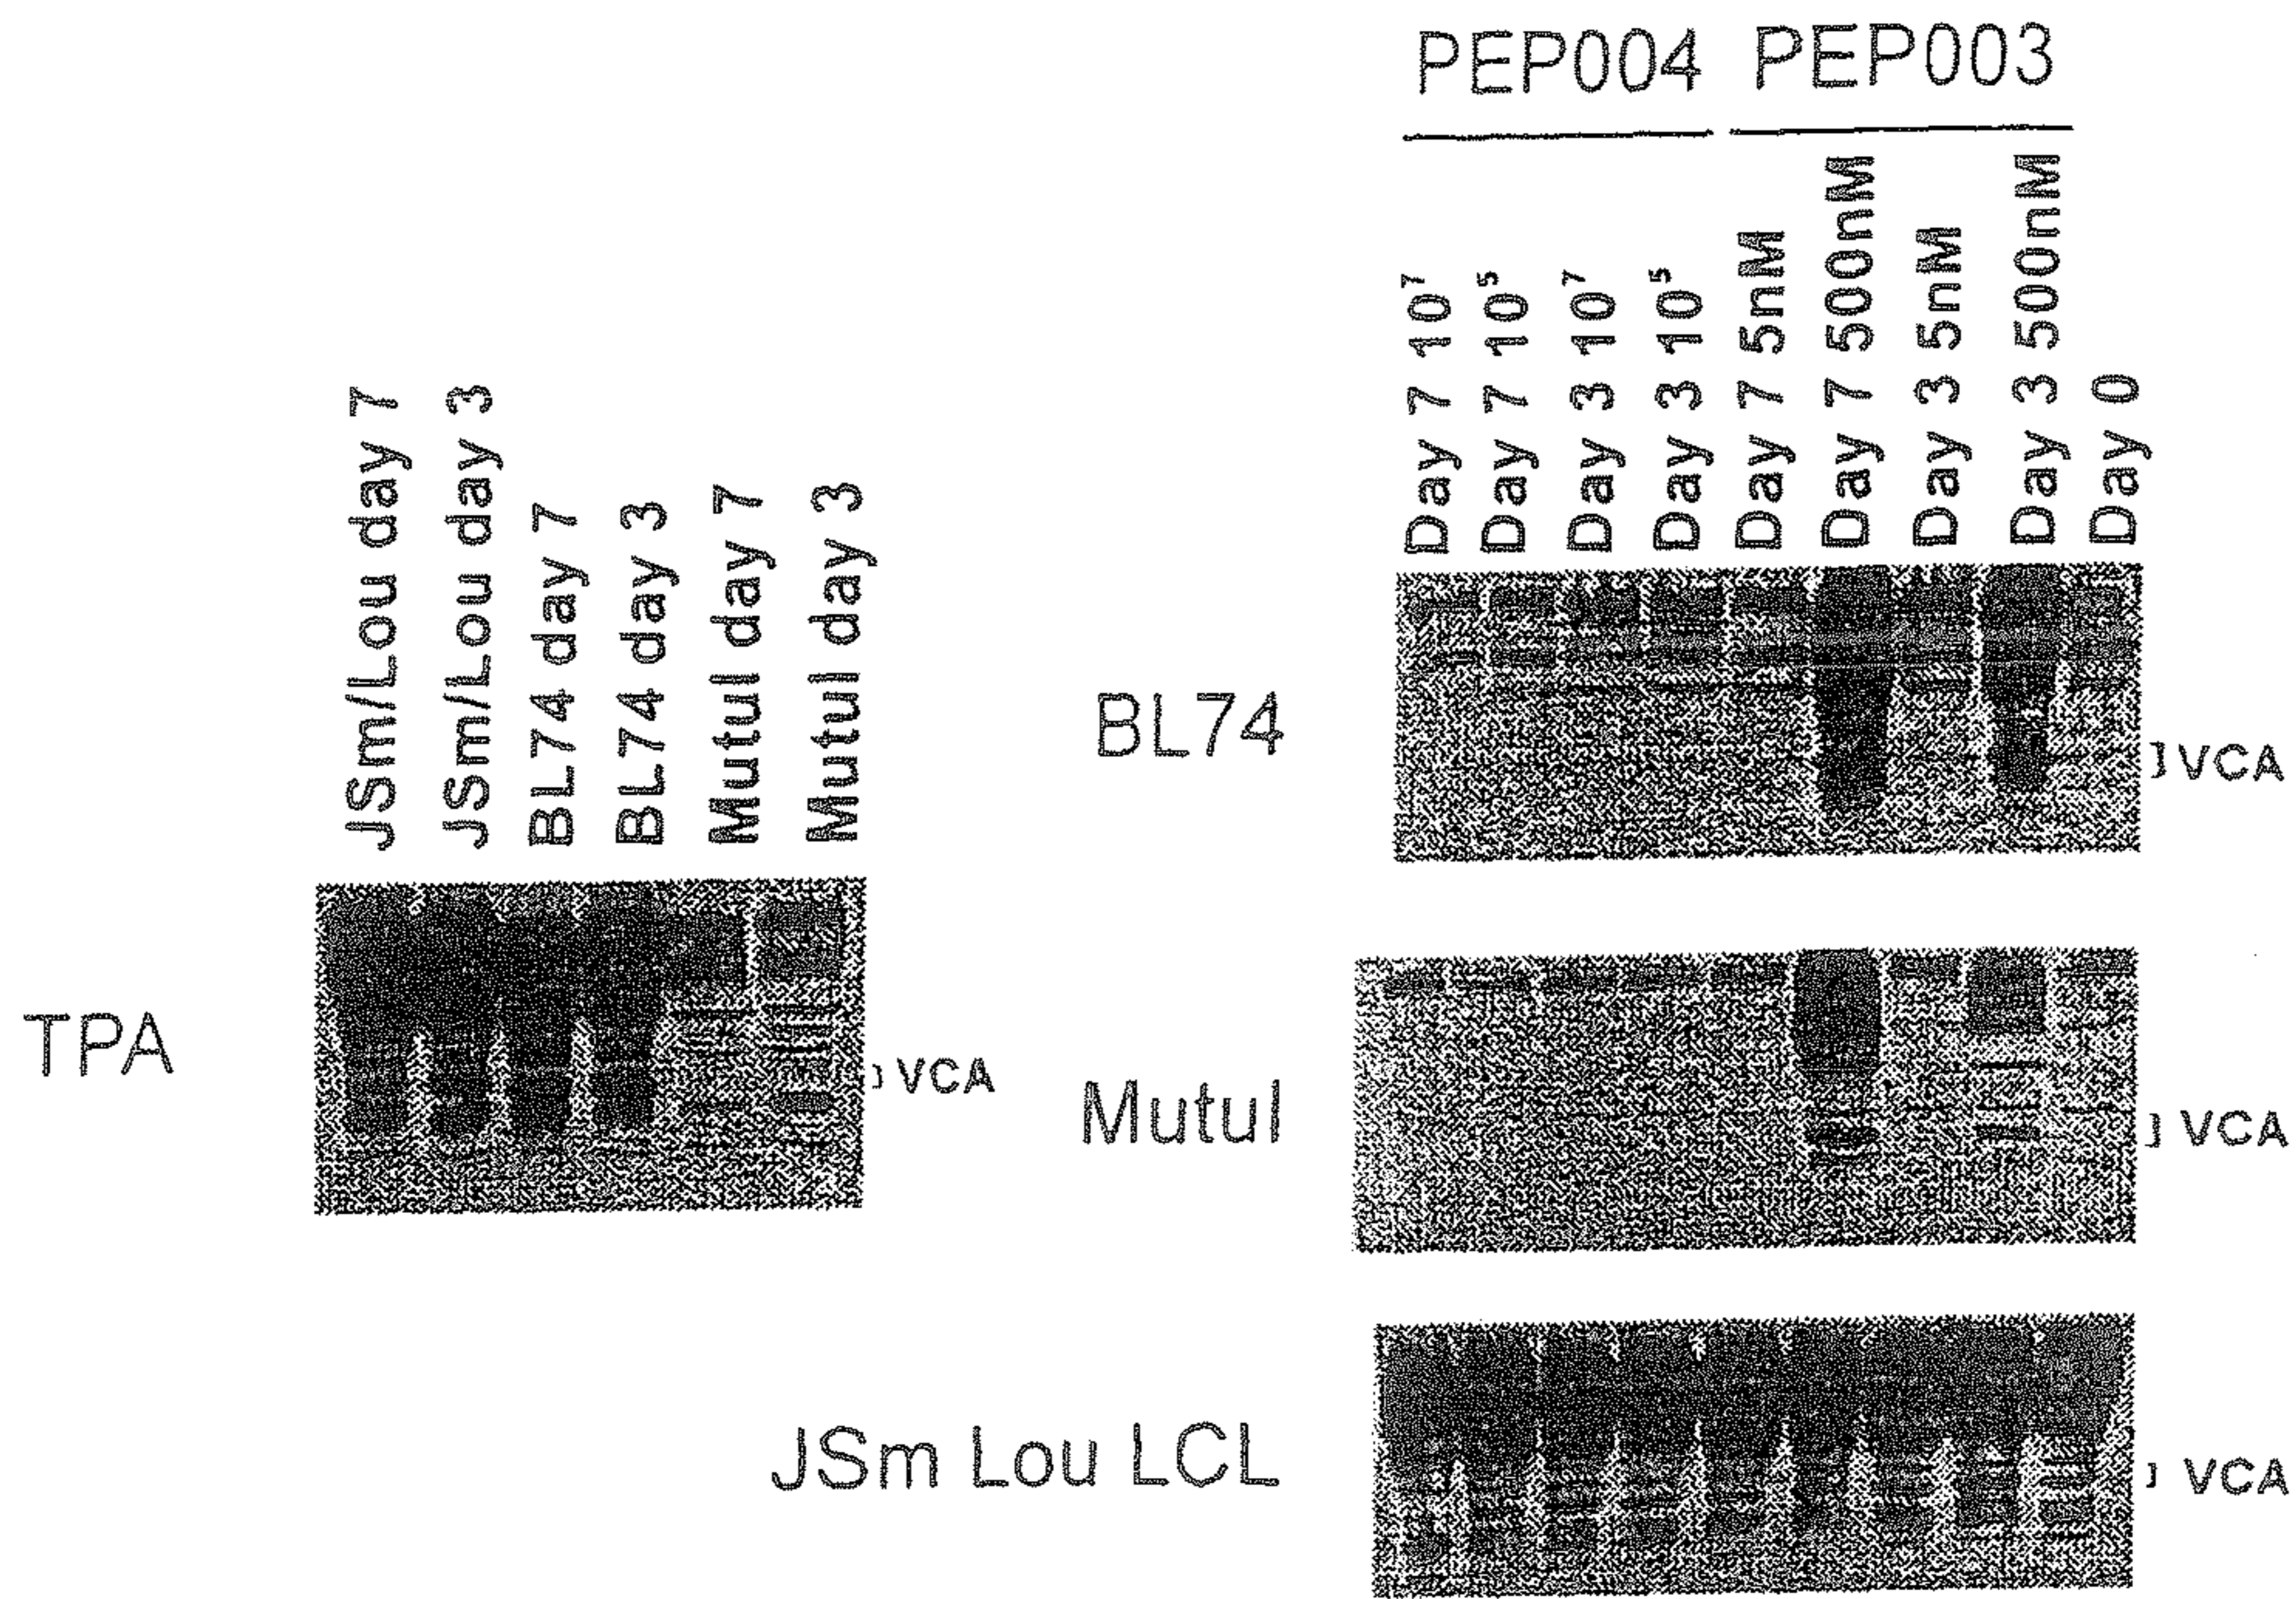 PEP004 PEP003
Day 7 10⁷
Day 7 10⁵
Day 3 10⁷
Day 3 10⁵
Day 7 5nM
Day 7 500nM
Day 3 5nM
Day 3 500nM
Day 0
JSm/Lou day 7
JSm/Lou day 3
BL74 day 7
BL74 day 3
Mutul day 7
Mutul day 3
BL74
VCA
TPA
VCA
Mutul
VCA
JSm Lou LCL
VCA